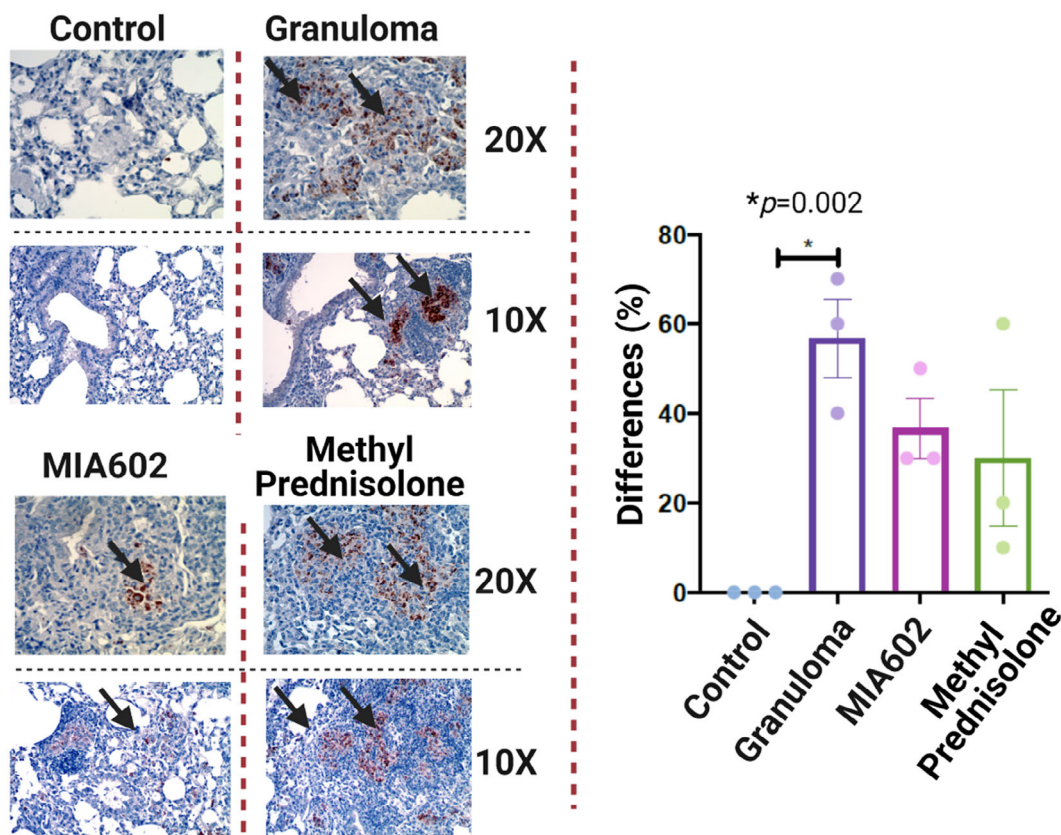 Control
Granuloma
20X
10X
MIA602
Methyl
Prednisolone
20X
10X
*p=0.002
*
Differences (%)
80
60
40
20
0
Control
Granuloma
MIA602
Methyl
Prednisolone